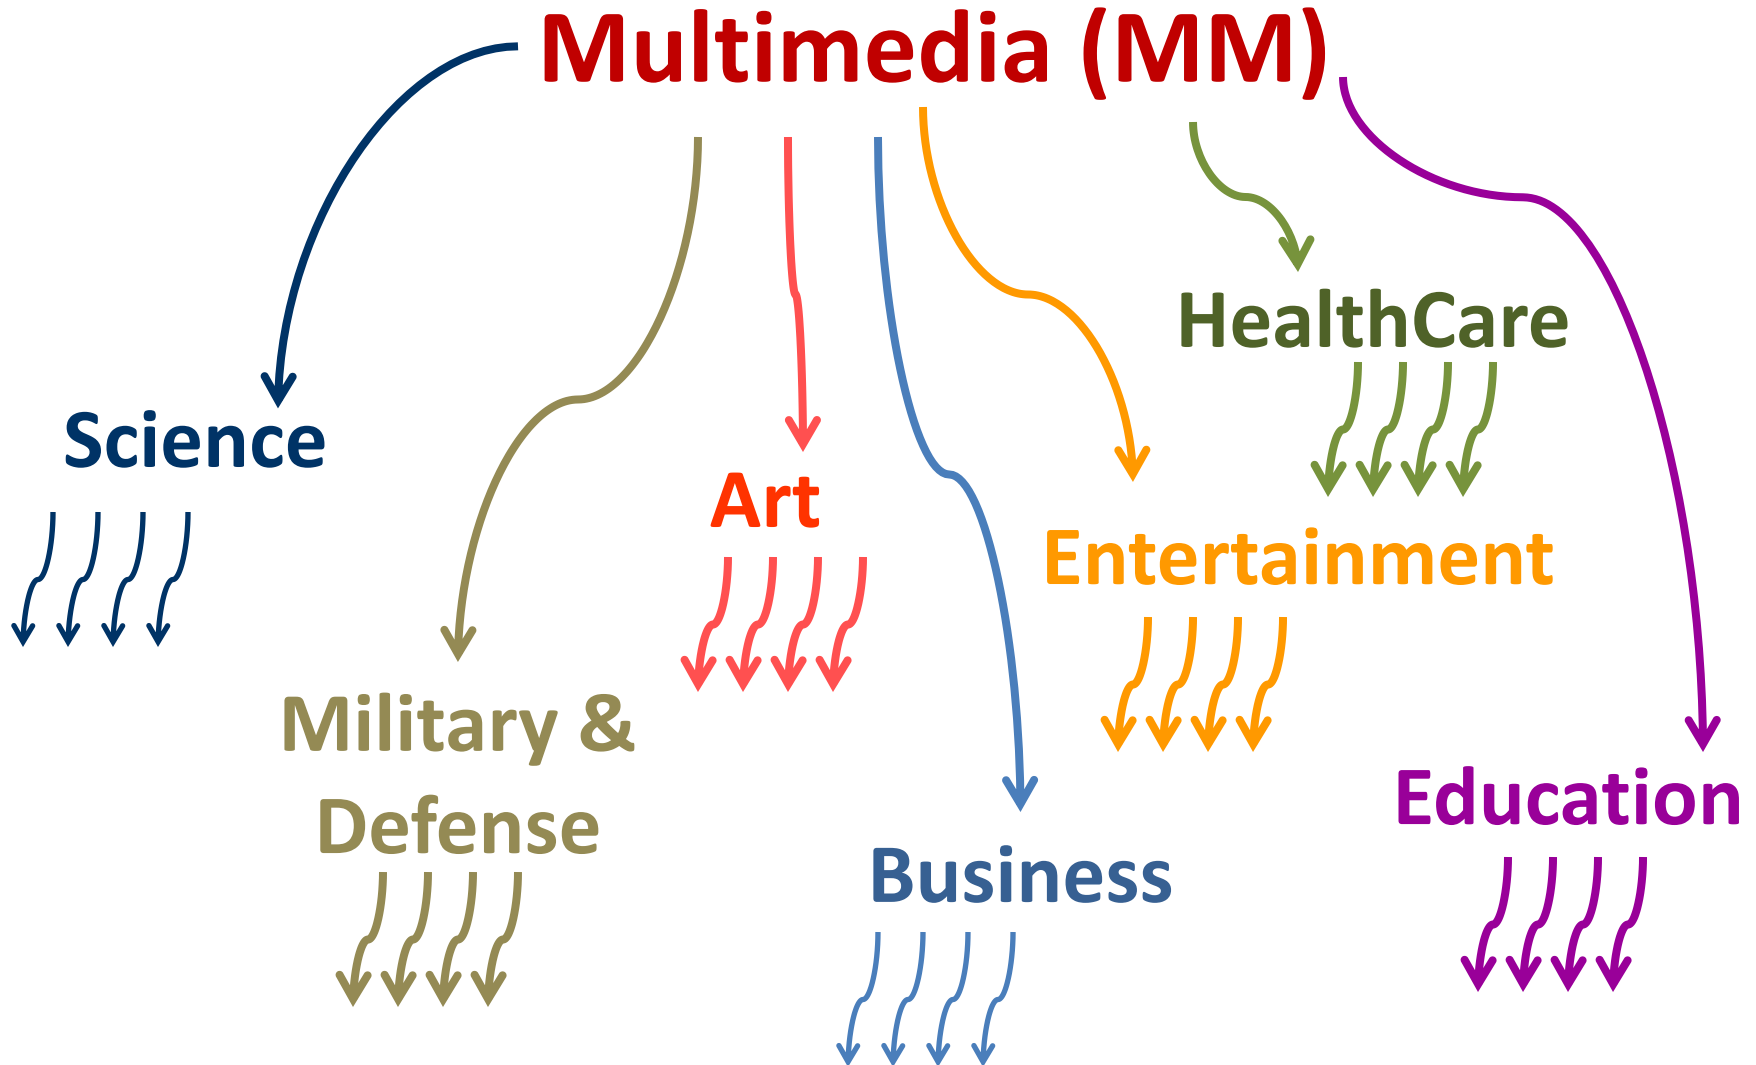 Multimedia (MM)
HealthCare
Science
Art
Entertainment
Military &
Defense
Education
Business